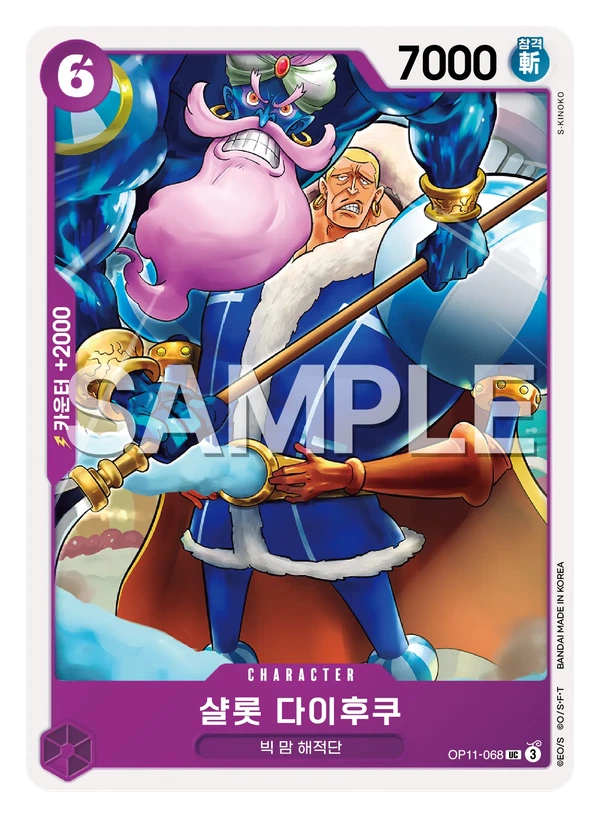 6
7000
참격
斬
S-KINOKO
카운터 +2000
SAMPLE
CHARACTER
샬롯 다이후쿠
빅 맘 해적단
OP11-068 UC 3
©EO/S ©O/S·F·T BANDAI MADE IN KOREA